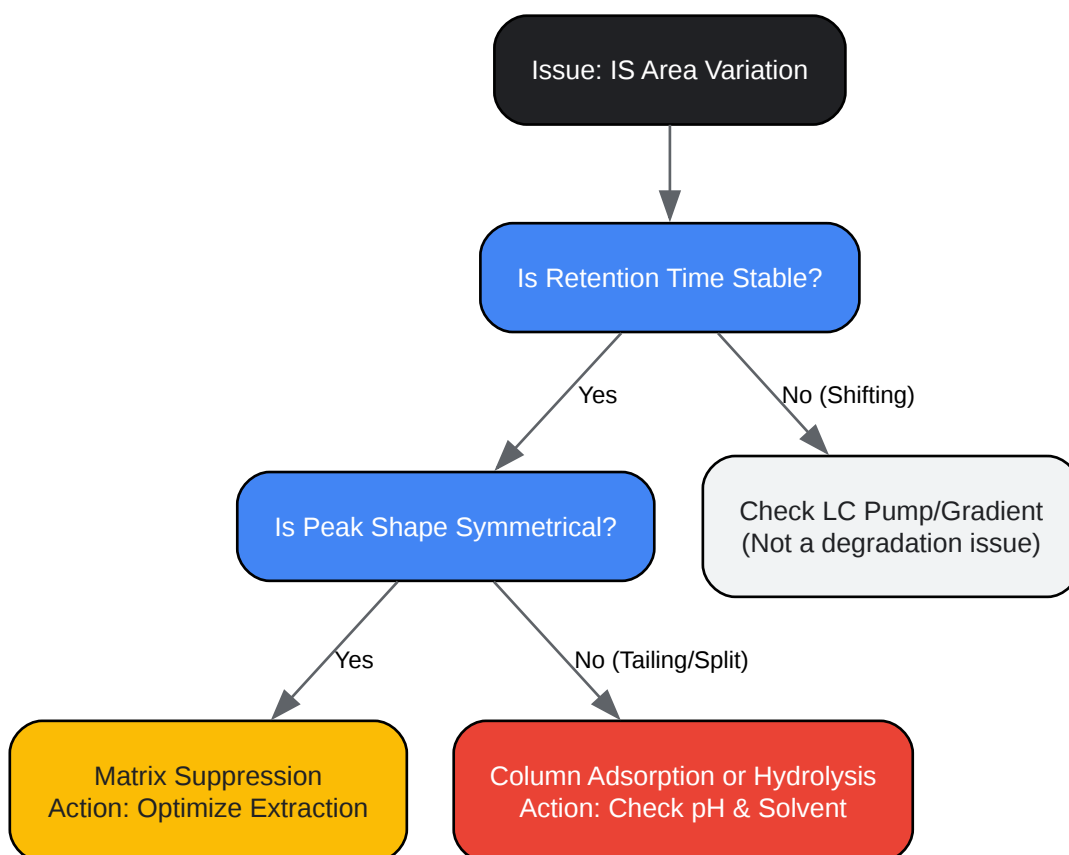 Issue: IS Area Variation
Is Retention Time Stable?
Yes
No (Shifting)
Is Peak Shape Symmetrical?
Check LC Pump/Gradient
(Not a degradation issue)
Yes
No (Tailing/Split)
Matrix Suppression
Action: Optimize Extraction
Column Adsorption or Hydrolysis
Action: Check pH & Solvent